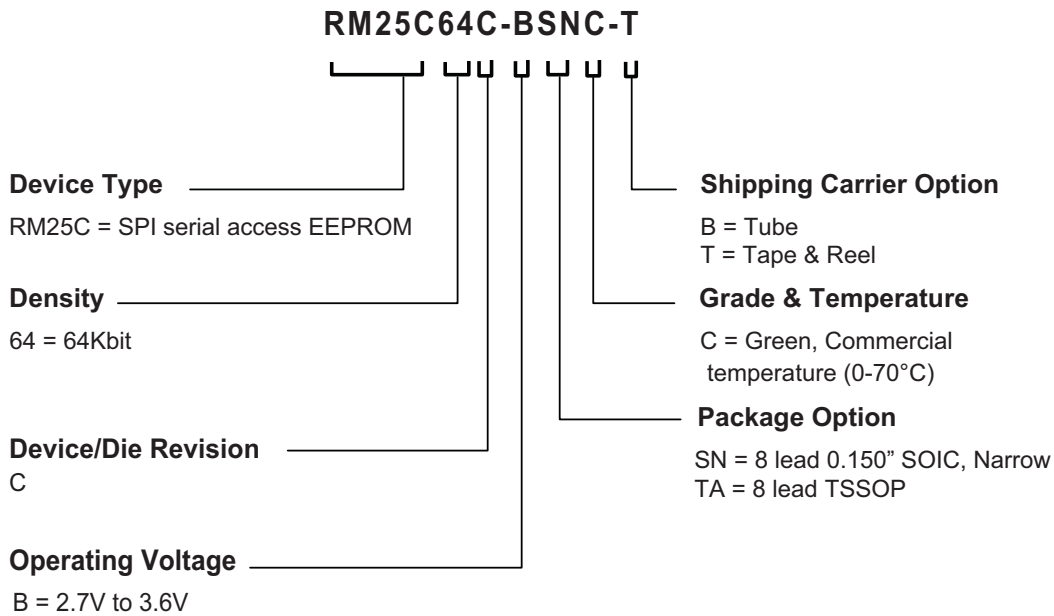 RM25C64C-BSNC-T
Device Type
RM25C = SPI serial access EEPROM
Density
64 = 64Kbit
Device/Die Revision
C
Operating Voltage
B = 2.7V to 3.6V
Shipping Carrier Option
B = Tube
T = Tape & Reel
Grade & Temperature
C = Green, Commercial
temperature (0-70°C)
Package Option
SN = 8 lead 0.150” SOIC, Narrow
TA = 8 lead TSSOP